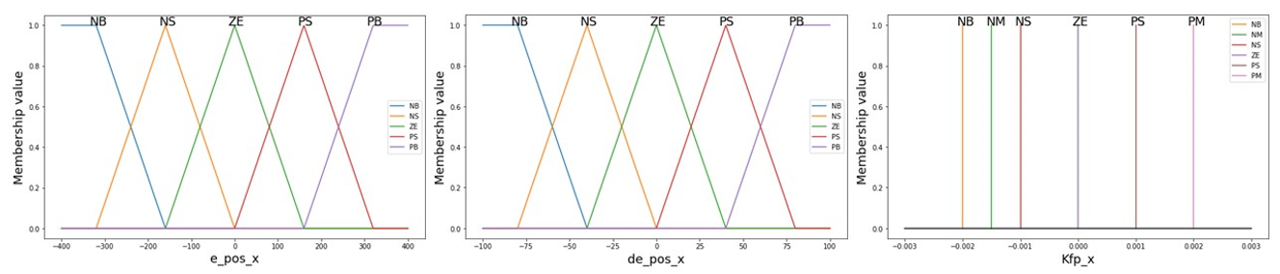 NB NS ZE PS PB
1.0
0.8
0.6
0.4
0.2
0.0
Membership value
NB
NS
ZE
PS
PB
−400 −300 −200 −100 0 100 200 300 400
e_pos_x
NB NS ZE PS PB
1.0
0.8
0.6
0.4
0.2
0.0
Membership value
NB
NS
ZE
PS
PB
−100 −75 −50 −25 0 25 50 75 100
de_pos_x
NB NM NS ZE PS PM
1.0
0.8
0.6
0.4
0.2
0.0
Membership value
NB
NM
NS
ZE
PS
PM
−0.003 −0.002 −0.001 0.000 0.001 0.002 0.003
Kfp_x